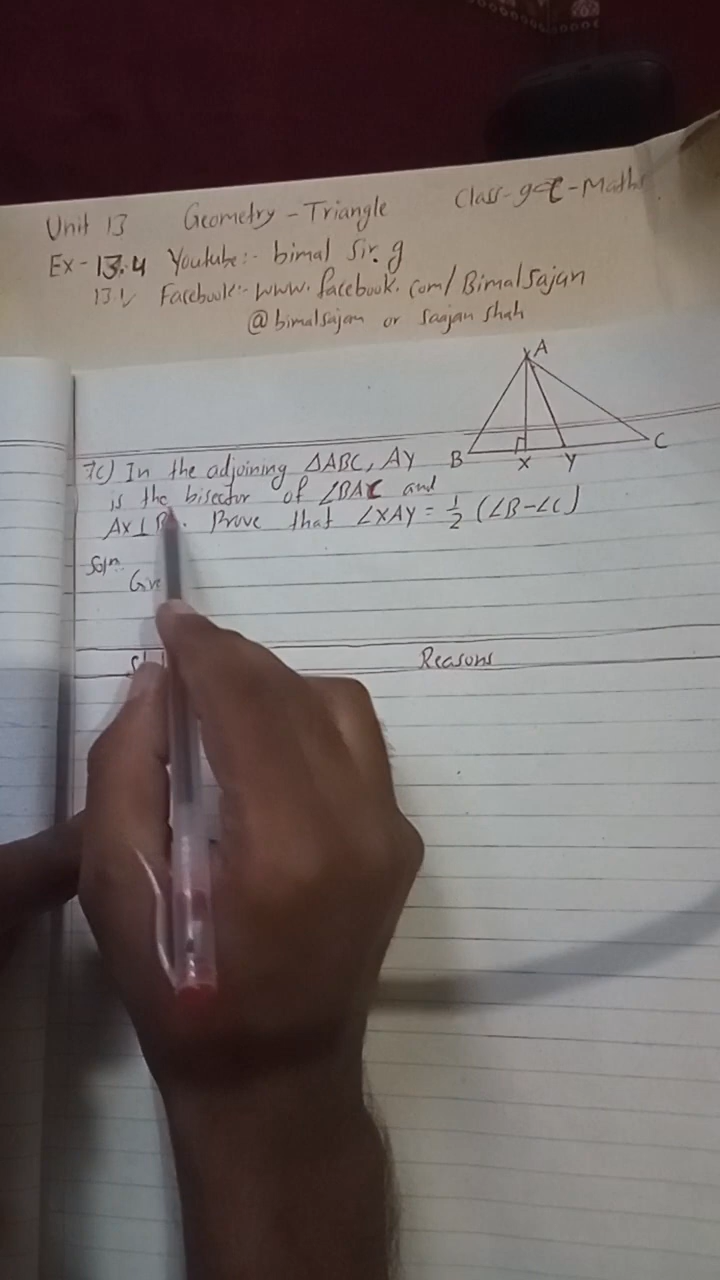 Unit 13 Geometry - Triangle Class-9 - Maths
Ex - 13.4 Youtube:- bimal sir. g
13.1 Facebook:- www.facebook.com/Bimalsajan
@bimalsajan or Saajan Shah
A
B X Y C
7c) In the adjoining ΔABC, AY
is the bisector of ∠BAC and
AX⊥ Prove that ∠XAY = 1/2 (∠B-∠C)
Soln
Give
Reasons